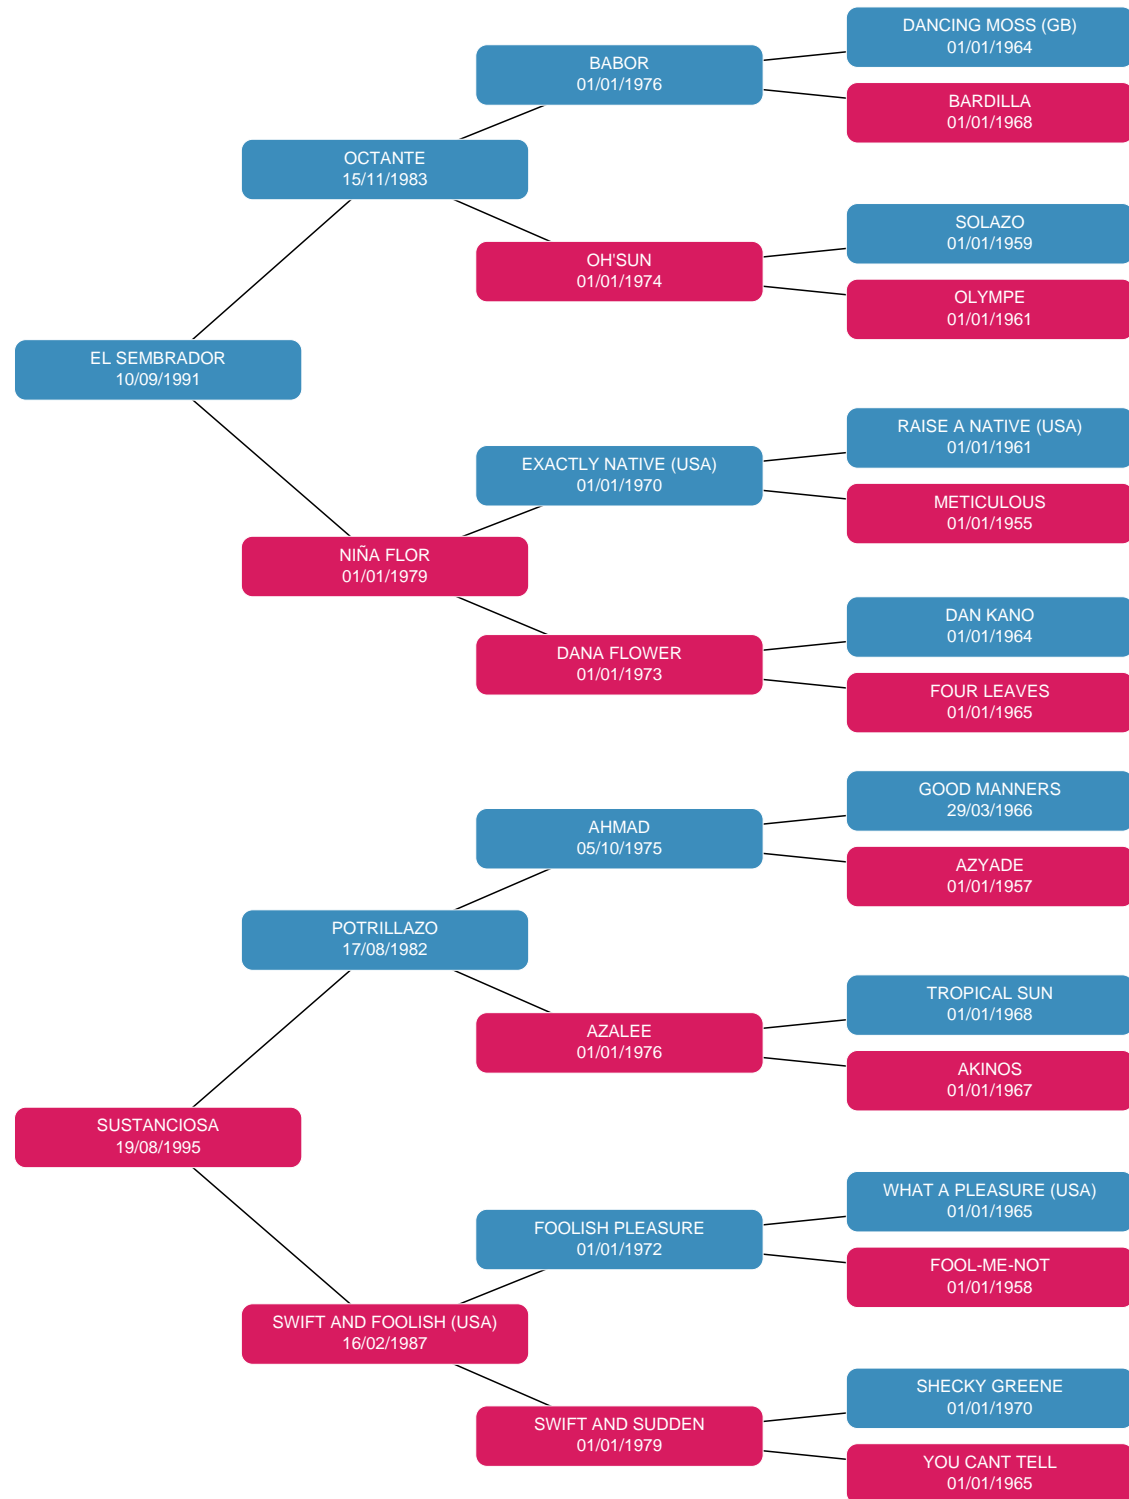 DANCING MOSS (GB)
01/01/1964
BABOR
01/01/1976
BARDILLA
01/01/1968
OCTANTE
15/11/1983
SOLAZO
01/01/1959
OH'SUN
01/01/1974
OLYMPE
01/01/1961
EL SEMBRADOR
10/09/1991
RAISE A NATIVE (USA)
01/01/1961
EXACTLY NATIVE (USA)
01/01/1970
METICULOUS
01/01/1955
NIÑA FLOR
01/01/1979
DAN KANO
01/01/1964
DANA FLOWER
01/01/1973
FOUR LEAVES
01/01/1965
GOOD MANNERS
29/03/1966
AHMAD
05/10/1975
AZYADE
01/01/1957
POTRILLAZO
17/08/1982
TROPICAL SUN
01/01/1968
AZALEE
01/01/1976
AKINOS
01/01/1967
SUSTANCIOSA
19/08/1995
WHAT A PLEASURE (USA)
01/01/1965
FOOLISH PLEASURE
01/01/1972
FOOL-ME-NOT
01/01/1958
SWIFT AND FOOLISH (USA)
16/02/1987
SHECKY GREENE
01/01/1970
SWIFT AND SUDDEN
01/01/1979
YOU CANT TELL
01/01/1965